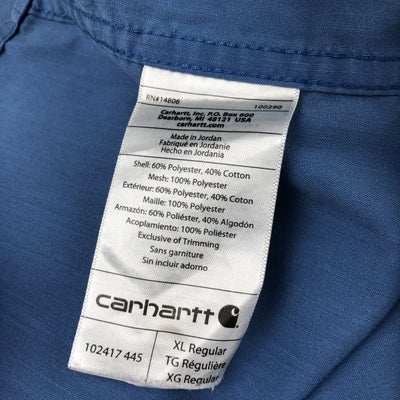 RN#14806 100290
Carhartt, Inc. P.O. Box 600
Dearborn, MI 48121 USA
carhartt.com
Made in Jordan
Fabriqué en Jordanie
Hecho en Jordania
Shell: 60% Polyester, 40% Cotton
Mesh: 100% Polyester
Extérieur: 60% Polyester, 40% Coton
Maille: 100% Polyester
Armazón: 60% Poliéster, 40% Algodón
Acoplamiento: 100% Poliéster
Exclusive of Trimming
Sans garniture
Sin incluir adorno
carhartt
102417 445
XL Regular
TG Régulière
XG Regular